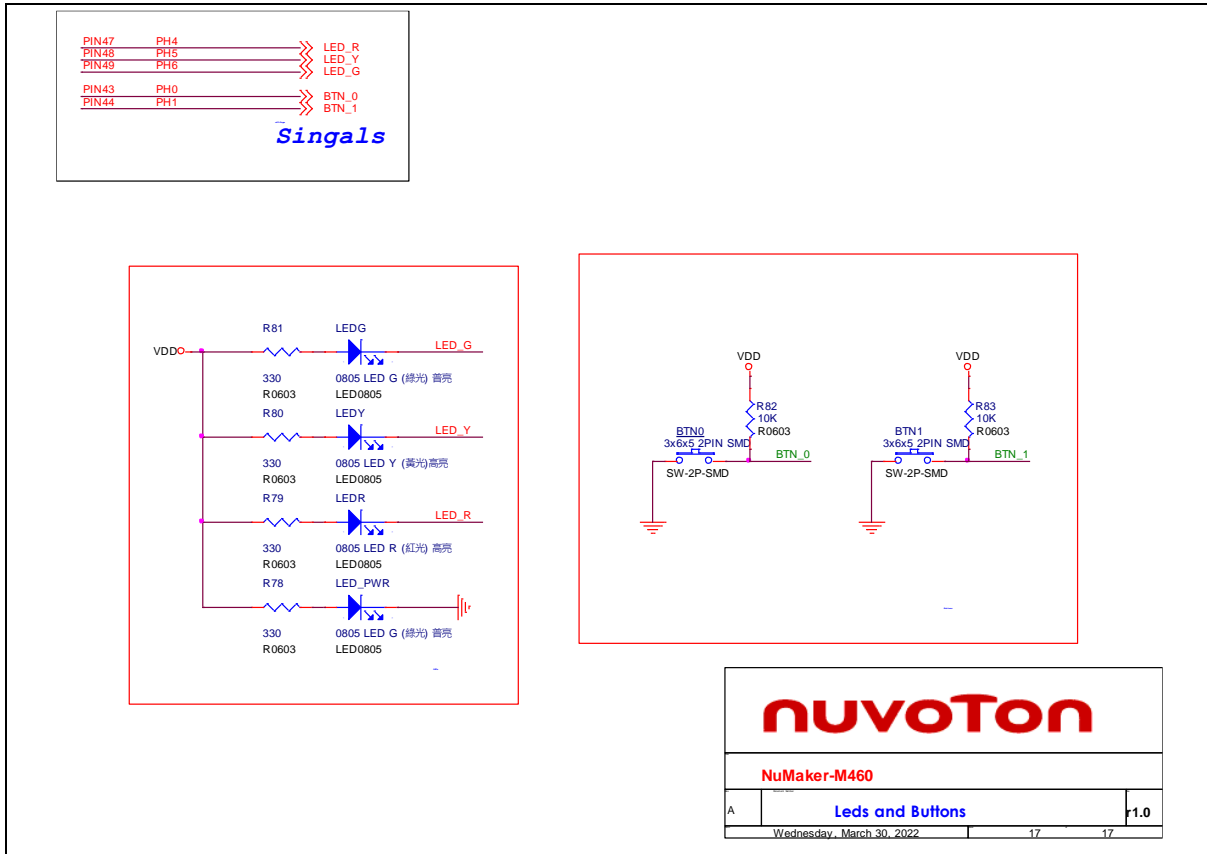 PIN47 PH4 LED_R
PIN48 PH5 LED_Y
PIN49 PH6 LED_G
PIN43 PH0 BTN_0
PIN44 PH1 BTN_1
Singals
R81 LEDG
VDD LED_G
330 0805 LED G (綠光) 普亮
R0603 LED0805
R80 LEDY
LED_Y
330 0805 LED Y (黃光)高亮
R0603 LED0805
R79 LEDR
LED_R
330 0805 LED R (紅光) 高亮
R0603 LED0805
R78 LED_PWR
330 0805 LED G (綠光) 普亮
R0603 LED0805
VDD
R82
10K
R0603
BTN0
3x6x5 2PIN SMD
BTN_0
SW-2P-SMD
VDD
R83
10K
R0603
BTN1
3x6x5 2PIN SMD
BTN_1
SW-2P-SMD
nuvoTon
NuMaker-M460
A Leds and Buttons r1.0
Wednesday, March 30, 2022 17 17